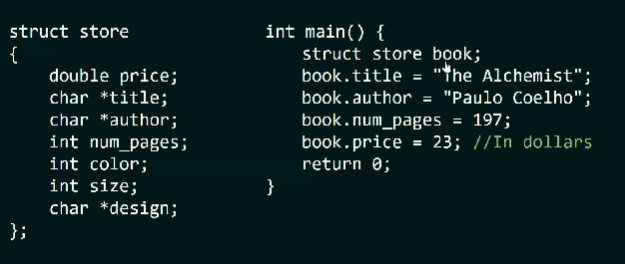 struct store
{
    double price;
    char *title;
    char *author;
    int num_pages;
    int color;
    int size;
    char *design;
};
int main() {
    struct store book;
    book.title = "The Alchemist";
    book.author = "Paulo Coelho";
    book.num_pages = 197;
    book.price = 23; //In dollars
    return 0;
}